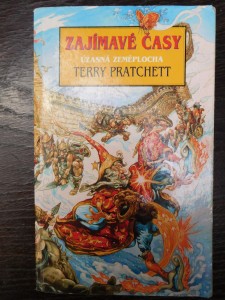 ZAJÍMAVÉ ČASY
ÚŽASNÁ ZEMĚPLOCHA
TERRY PRATCHETT